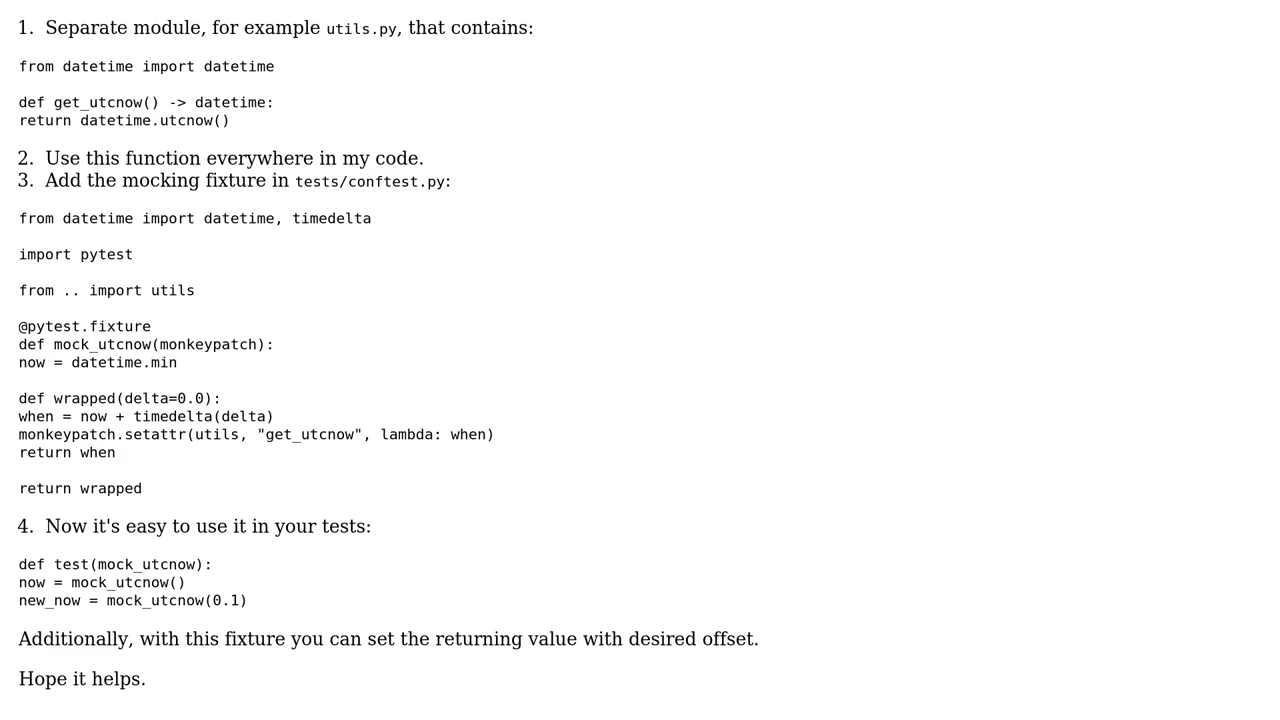 1. Separate module, for example utils.py, that contains:
from datetime import datetime
def get_utcnow() -> datetime:
return datetime.utcnow()
2. Use this function everywhere in my code.
3. Add the mocking fixture in tests/conftest.py:
from datetime import datetime, timedelta
import pytest
from .. import utils
@pytest.fixture
def mock_utcnow(monkeypatch):
now = datetime.min
def wrapped(delta=0.0):
when = now + timedelta(delta)
monkeypatch.setattr(utils, "get_utcnow", lambda: when)
return when
return wrapped
4. Now it's easy to use it in your tests:
def test(mock_utcnow):
now = mock_utcnow()
new_now = mock_utcnow(0.1)
Additionally, with this fixture you can set the returning value with desired offset.
Hope it helps.